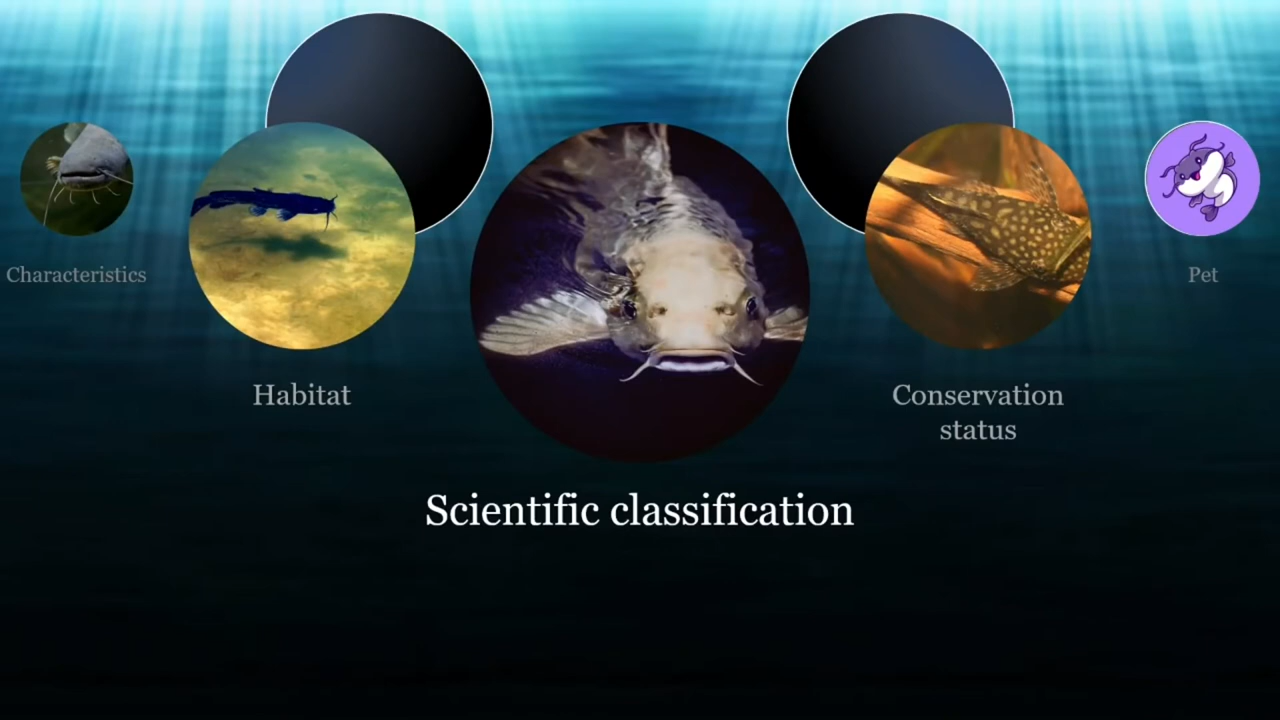 Characteristics
Habitat
Scientific classification
Conservation
status
Pet